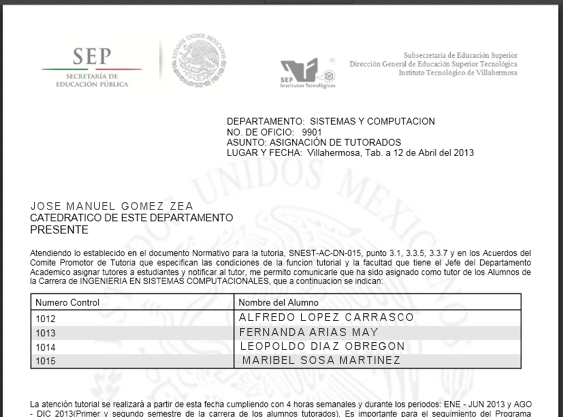 SEP
SECRETARÍA DE
EDUCACIÓN PÚBLICA
ESTADOS UNIDOS MEXICANOS
SEP
Institutos Tecnológicos
Subsecretaría de Educación Superior
Dirección General de Educación Superior Tecnológica
Instituto Tecnológico de Villahermosa
DEPARTAMENTO: SISTEMAS Y COMPUTACION
NO. DE OFICIO: 9901
ASUNTO: ASIGNACIÓN DE TUTORADOS
LUGAR Y FECHA: Villahermosa, Tab. a 12 de Abril del 2013
UNIDOS MEXICANOS
JOSE MANUEL GOMEZ ZEA
CATEDRATICO DE ESTE DEPARTAMENTO
PRESENTE
Atendiendo lo establecido en el documento Normativo para la tutoria, SNEST-AC-DN-015, punto 3.1, 3.3.5, 3.3.7 y en los Acuerdos del
Comite Promotor de Tutoria que especifican las condiciones de la funcion tutorial y la facultad que tiene el Jefe del Departamento
Academico asignar tutores a estudiantes y notificar al tutor, me permito comunicarle que ha sido asignado como tutor de los Alumnos de
la Carrera de INGENIERIA EN SISTEMAS COMPUTACIONALES, que a continuacion se indican:
Numero Control Nombre del Alumno
1012 ALFREDO LOPEZ CARRASCO
1013 FERNANDA ARIAS MAY
1014 LEOPOLDO DIAZ OBREGON
1015 MARIBEL SOSA MARTINEZ
La atención tutorial se realizará a partir de esta fecha cumpliendo con 4 horas semanales y durante los periodos: ENE - JUN 2013 y AGO
- DIC 2013(Primer y segundo semestre de la carrera de los alumnos tutorados). Es importante para el seguimiento del Programa